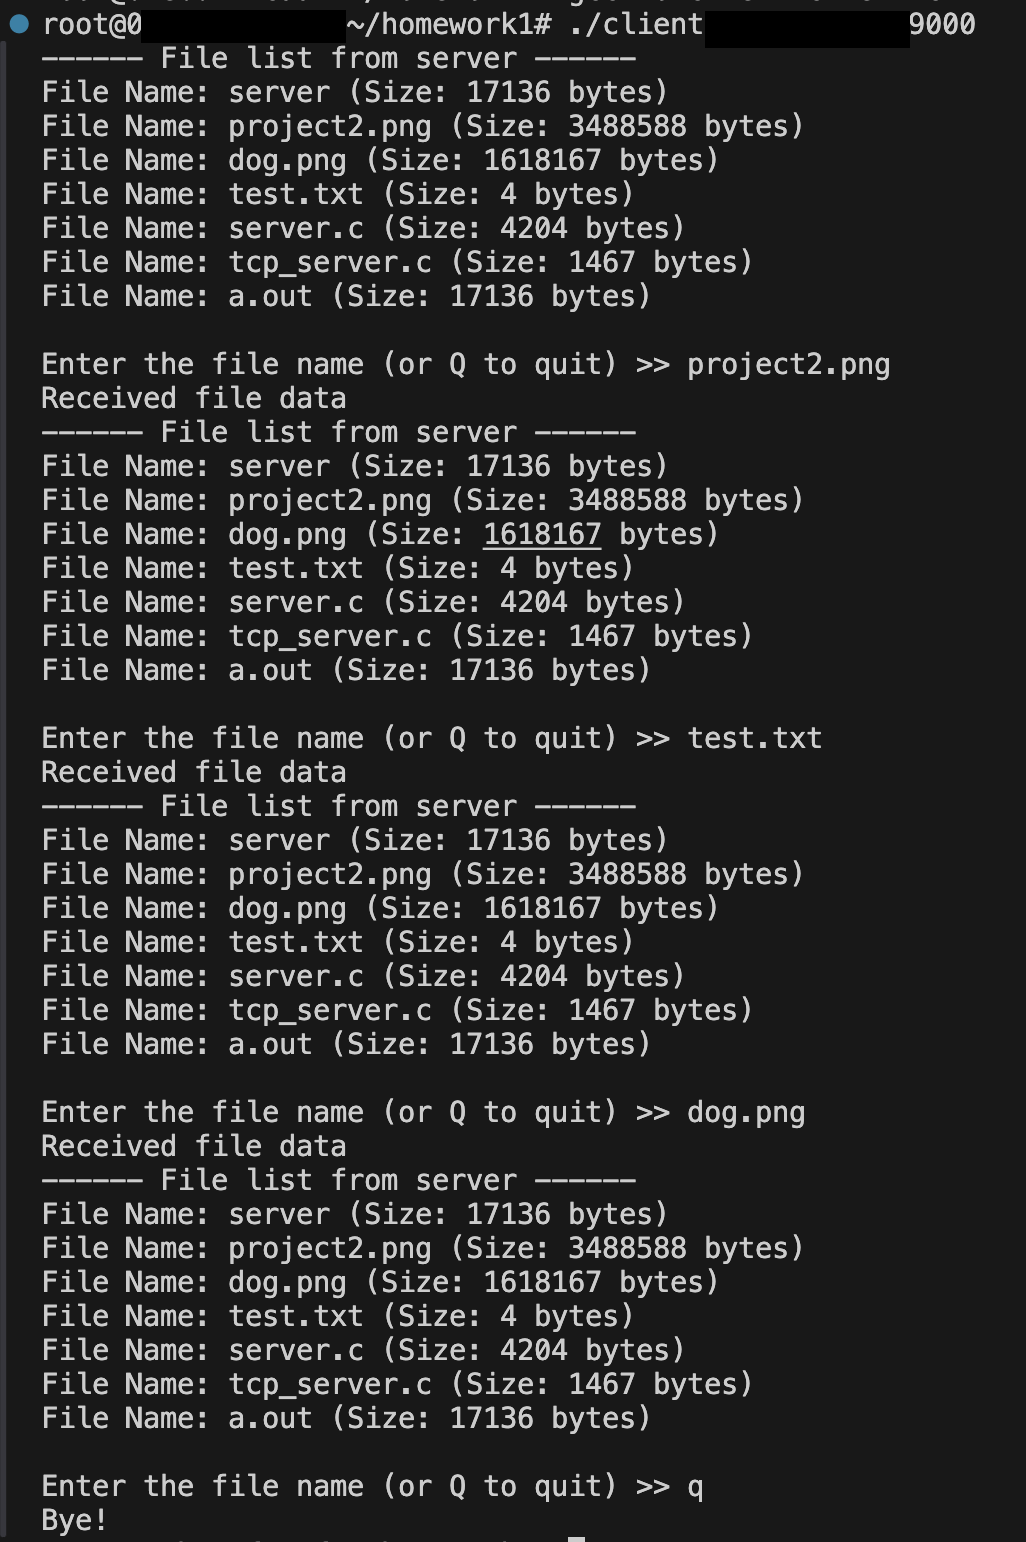 root@0 ~/homework1# ./client 9000
------ File list from server ------
File Name: server (Size: 17136 bytes)
File Name: project2.png (Size: 3488588 bytes)
File Name: dog.png (Size: 1618167 bytes)
File Name: test.txt (Size: 4 bytes)
File Name: server.c (Size: 4204 bytes)
File Name: tcp_server.c (Size: 1467 bytes)
File Name: a.out (Size: 17136 bytes)
Enter the file name (or Q to quit) >> project2.png
Received file data
------ File list from server ------
File Name: server (Size: 17136 bytes)
File Name: project2.png (Size: 3488588 bytes)
File Name: dog.png (Size: 1618167 bytes)
File Name: test.txt (Size: 4 bytes)
File Name: server.c (Size: 4204 bytes)
File Name: tcp_server.c (Size: 1467 bytes)
File Name: a.out (Size: 17136 bytes)
Enter the file name (or Q to quit) >> test.txt
Received file data
------ File list from server ------
File Name: server (Size: 17136 bytes)
File Name: project2.png (Size: 3488588 bytes)
File Name: dog.png (Size: 1618167 bytes)
File Name: test.txt (Size: 4 bytes)
File Name: server.c (Size: 4204 bytes)
File Name: tcp_server.c (Size: 1467 bytes)
File Name: a.out (Size: 17136 bytes)
Enter the file name (or Q to quit) >> dog.png
Received file data
------ File list from server ------
File Name: server (Size: 17136 bytes)
File Name: project2.png (Size: 3488588 bytes)
File Name: dog.png (Size: 1618167 bytes)
File Name: test.txt (Size: 4 bytes)
File Name: server.c (Size: 4204 bytes)
File Name: tcp_server.c (Size: 1467 bytes)
File Name: a.out (Size: 17136 bytes)
Enter the file name (or Q to quit) >> q
Bye!